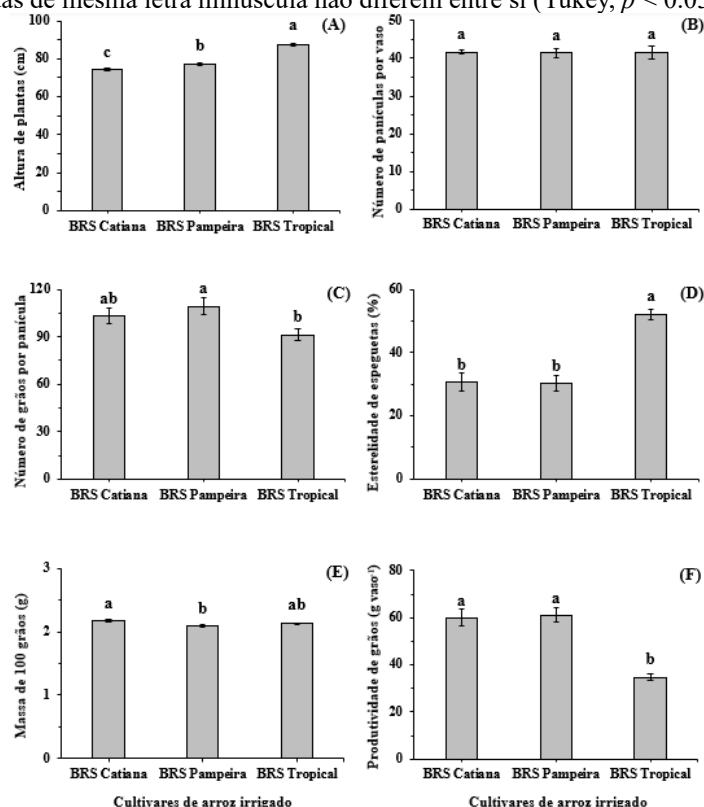 as de mesma letra minúscula não diferem entre si (Tukey, p < 0.05
(A)
Altura de plantas (cm)
100
80
60
40
20
0
c
b
a
BRS Catiana BRS Pampeira BRS Tropical
(B)
Número de panículas por vaso
50
40
30
20
10
0
a
a
a
BRS Catiana BRS Pampeira BRS Tropical
(C)
Número de grãos por panícula
120
90
60
30
0
ab
a
b
BRS Catiana BRS Pampeira BRS Tropical
(D)
Esterelidade de espeguetas (%)
60
40
20
0
b
b
a
BRS Catiana BRS Pampeira BRS Tropical
(E)
Massa de 100 grãos (g)
3
2
1
0
a
b
ab
BRS Catiana BRS Pampeira BRS Tropical
Cultivares de arroz irrigado
(F)
Produtividade de grãos (g vaso⁻¹)
80
60
40
20
0
a
a
b
BRS Catiana BRS Pampeira BRS Tropical
Cultivares de arroz irrigado